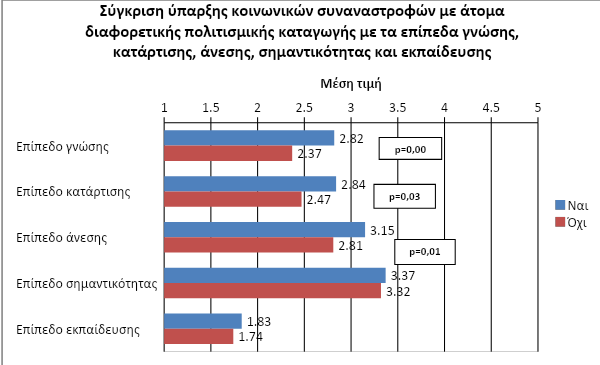 Σύγκριση ύπαρξης κοινωνικών συναναστροφών με άτομα
διαφορετικής πολιτισμικής καταγωγής με τα επίπεδα γνώσης,
κατάρτισης, άνεσης, σημαντικότητας και εκπαίδευσης
Μέση τιμή
1 1.5 2 2.5 3 3.5 4 4.5 5
Επίπεδο γνώσης 2.82 2.37 p=0,00
Επίπεδο κατάρτισης 2.84 2.47 p=0,03
Επίπεδο άνεσης 3.15 2.81 p=0,01
Επίπεδο σημαντικότητας 3.37 3.32
Επίπεδο εκπαίδευσης 1.83 1.74
Ναι
Όχι